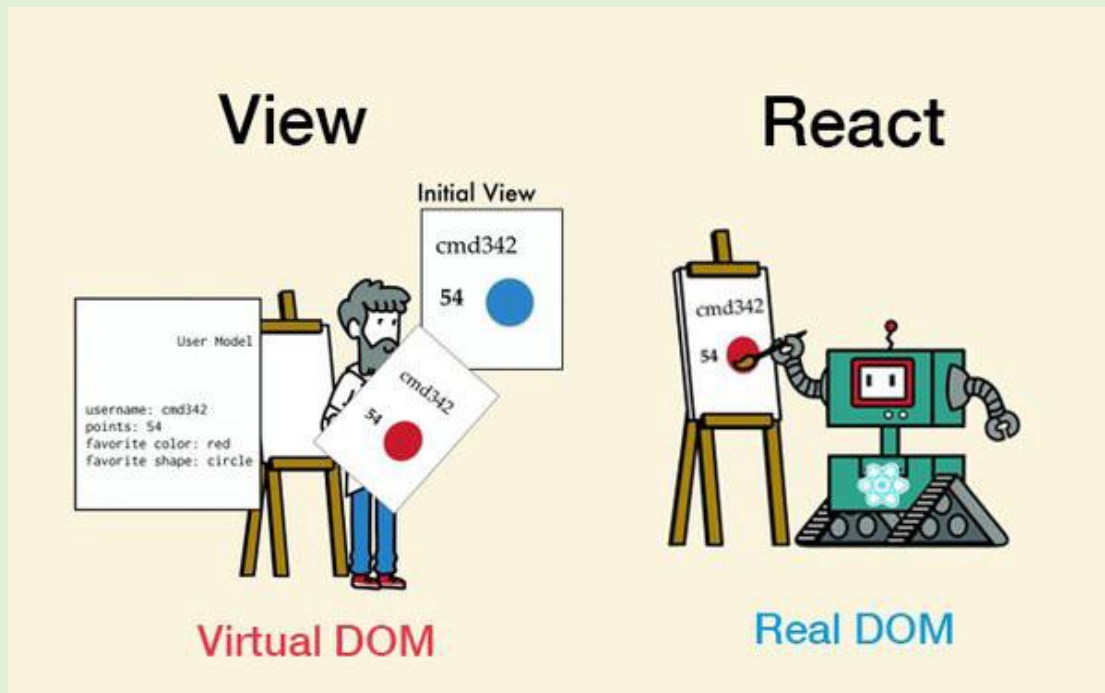 View
React
Initial View
cmd342
54
User Model
username: cmd342
points: 54
favorite color: red
favorite shape: circle
cmd342
54
cmd342
54
Virtual DOM
Real DOM